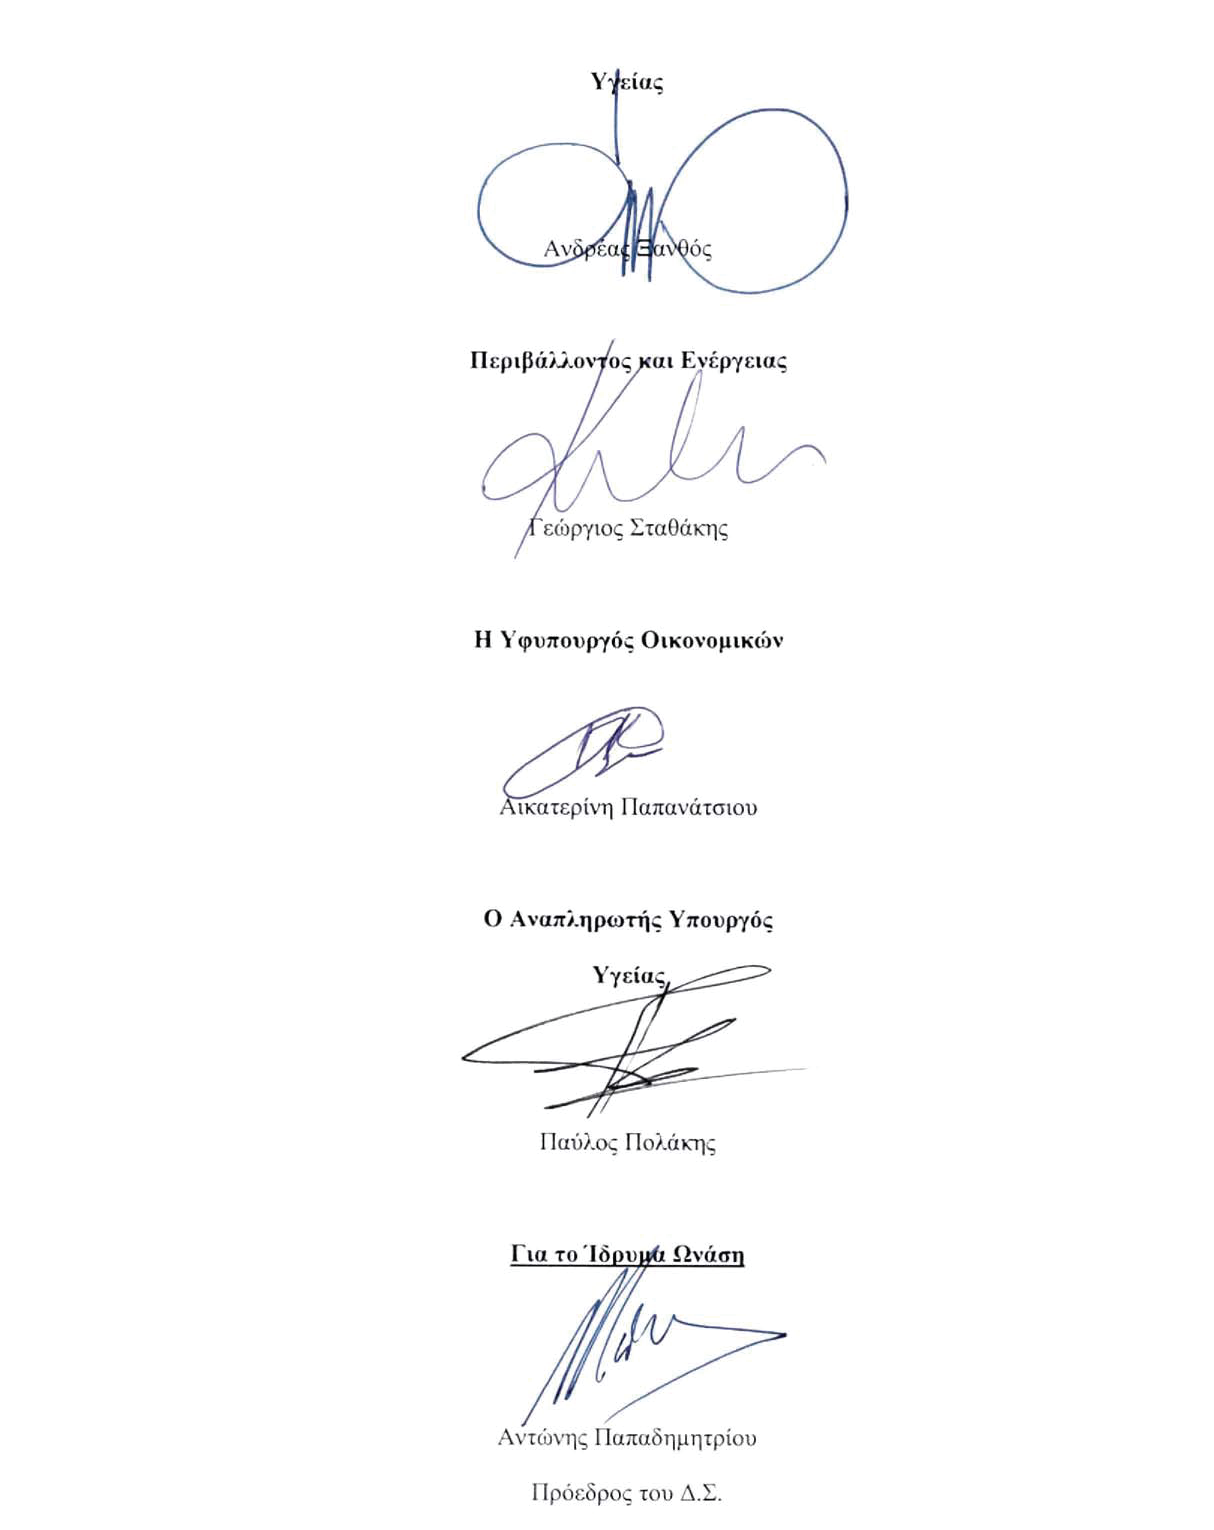 Υγείας
Ανδρέας Ξανθός
Περιβάλλοντος και Ενέργειας
Γεώργιος Σταθάκης
Η Υφυπουργός Οικονομικών
Αικατερίνη Παπανάτσιου
Ο Αναπληρωτής Υπουργός
Υγείας
Παύλος Πολάκης
Για το Ίδρυμα Ωνάση
Αντώνης Παπαδημητρίου
Πρόεδρος του Δ.Σ.